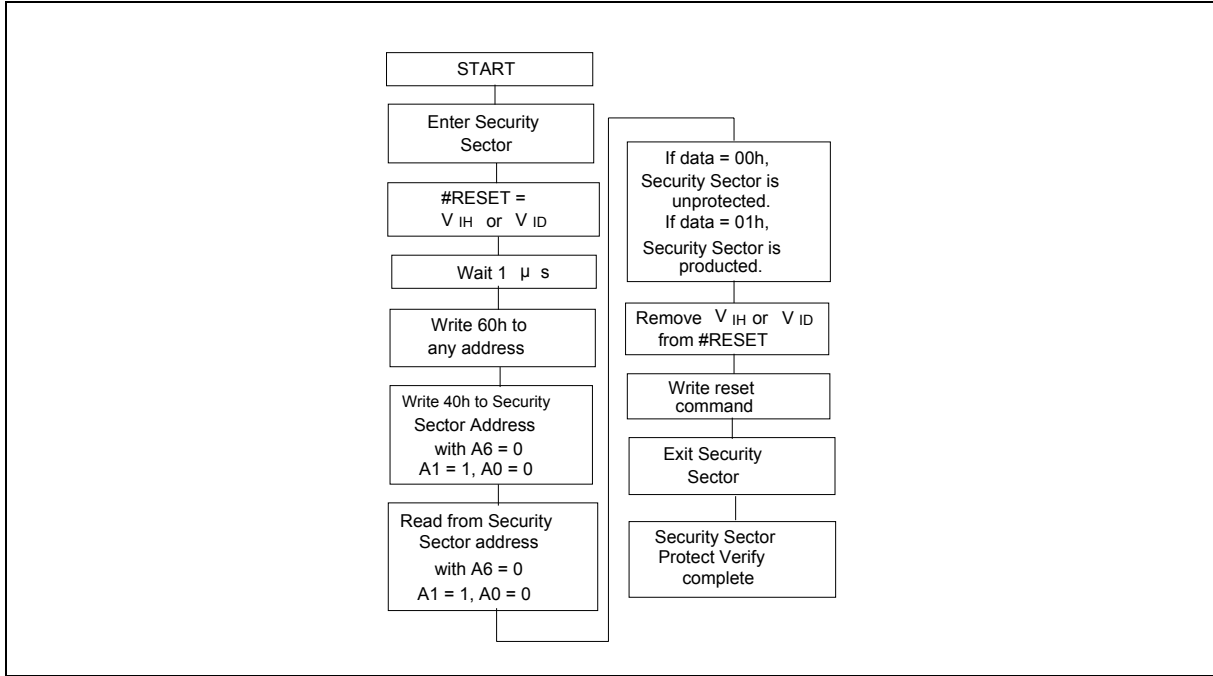 START
Enter Security
Sector
#RESET =
V IH or V ID
Wait 1 μ s
Write 60h to
any address
Write 40h to Security
Sector Address
with A6 = 0
A1 = 1, A0 = 0
Read from Security
Sector address
with A6 = 0
A1 = 1, A0 = 0
If data = 00h,
Security Sector is
unprotected.
If data = 01h,
Security Sector is
producted.
Remove V IH or V ID
from #RESET
Write reset
command
Exit Security
Sector
Security Sector
Protect Verify
complete